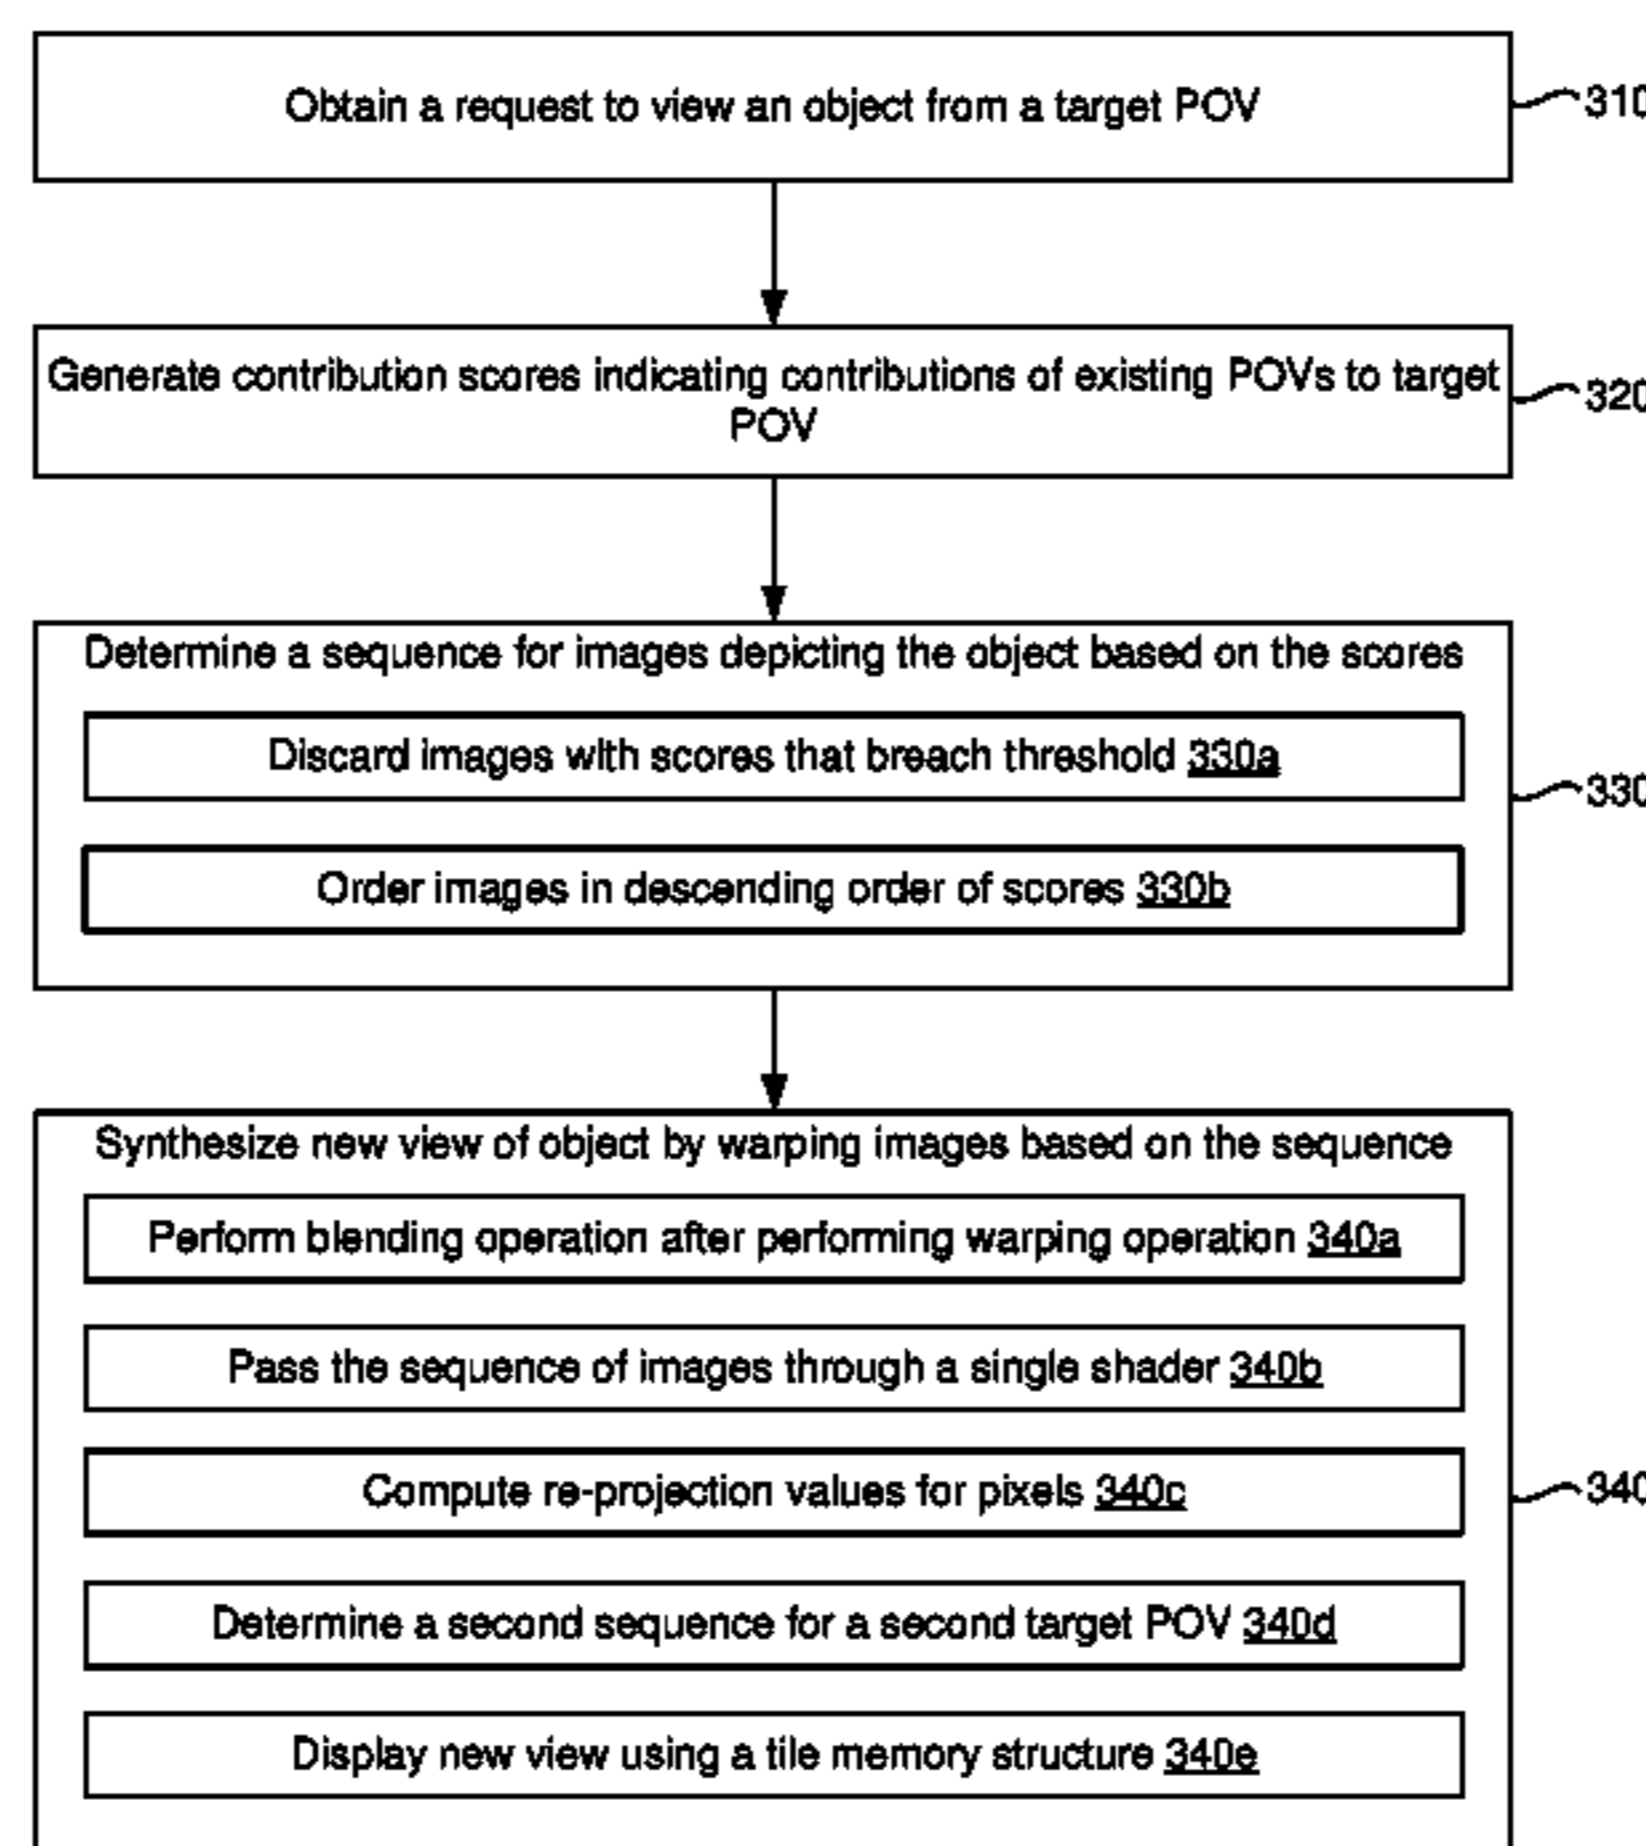 Obtain a request to view an object from a target POV
310
Generate contribution scores indicating contributions of existing POVs to target
POV
320
Determine a sequence for images depicting the object based on the scores
Discard images with scores that breach threshold 330a
Order images in descending order of scores 330b
330
Synthesize new view of object by warping images based on the sequence
Perform blending operation after performing warping operation 340a
Pass the sequence of images through a single shader 340b
Compute re-projection values for pixels 340c
340
Determine a second sequence for a second target POV 340d
Display new view using a tile memory structure 340e